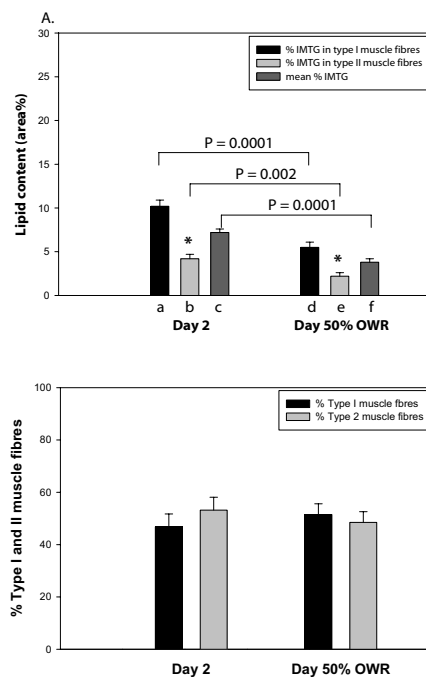 A.
30
25
20
15
10
5
0
Lipid content (area%)
% IMTG in type I muscle fibres
% IMTG in type II muscle fibres
mean % IMTG
P = 0.0001
P = 0.002
P = 0.0001
* *
a b c d e f
Day 2 Day 50% OWR
100
80
60
40
20
0
% Type I and II muscle fibres
% Type I muscle fbres
% Type 2 muscle fibres
Day 2 Day 50% OWR